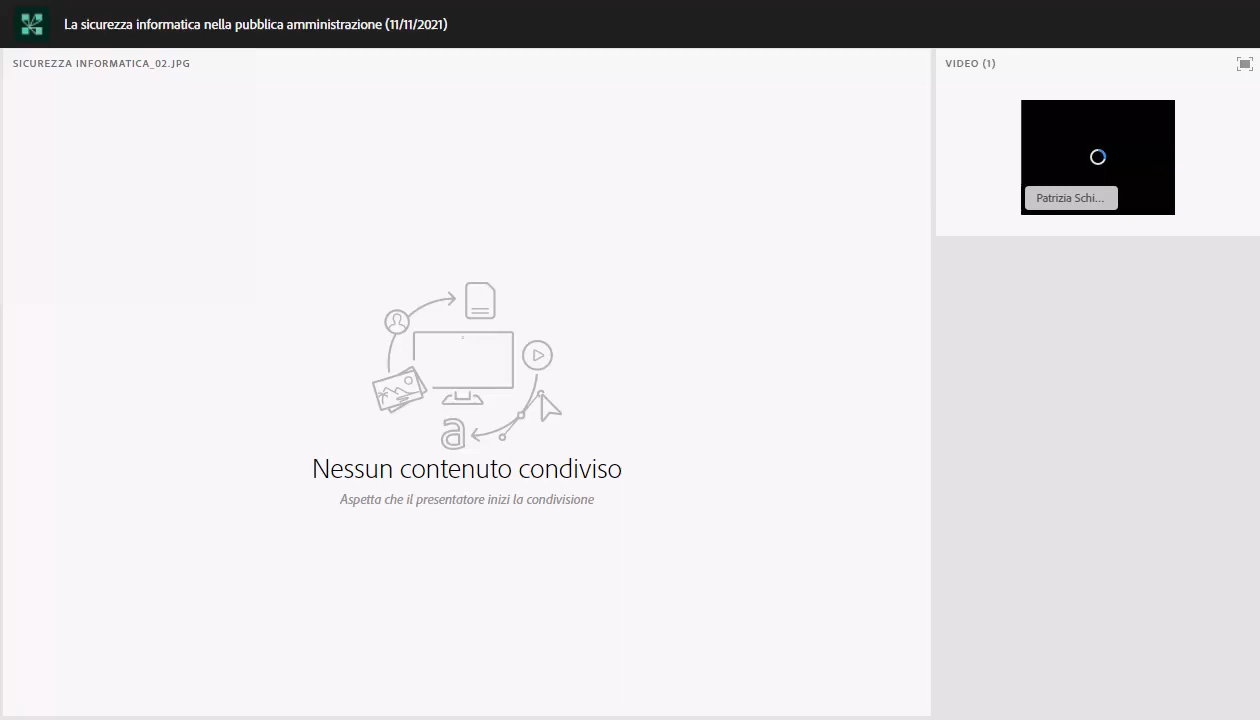 La sicurezza informatica nella pubblica amministrazione (11/11/2021)
SICUREZZA INFORMATICA_02.JPG
VIDEO (1)
Patrizia Schi...
a
Nessun contenuto condiviso
Aspetta che il presentatore inizi la condivisione